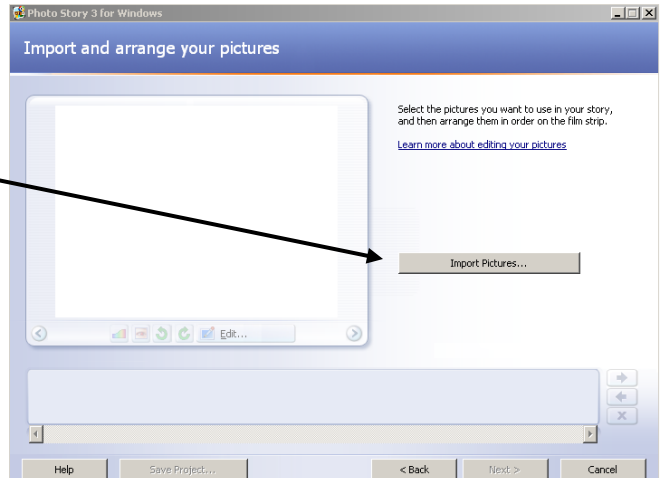 Photo Story 3 for Windows
Import and arrange your pictures
Select the pictures you want to use in your story,
and then arrange them in order on the film strip.
Learn more about editing your pictures
Import Pictures...
Edit...
Help
Save Project...
< Back
Next >
Cancel